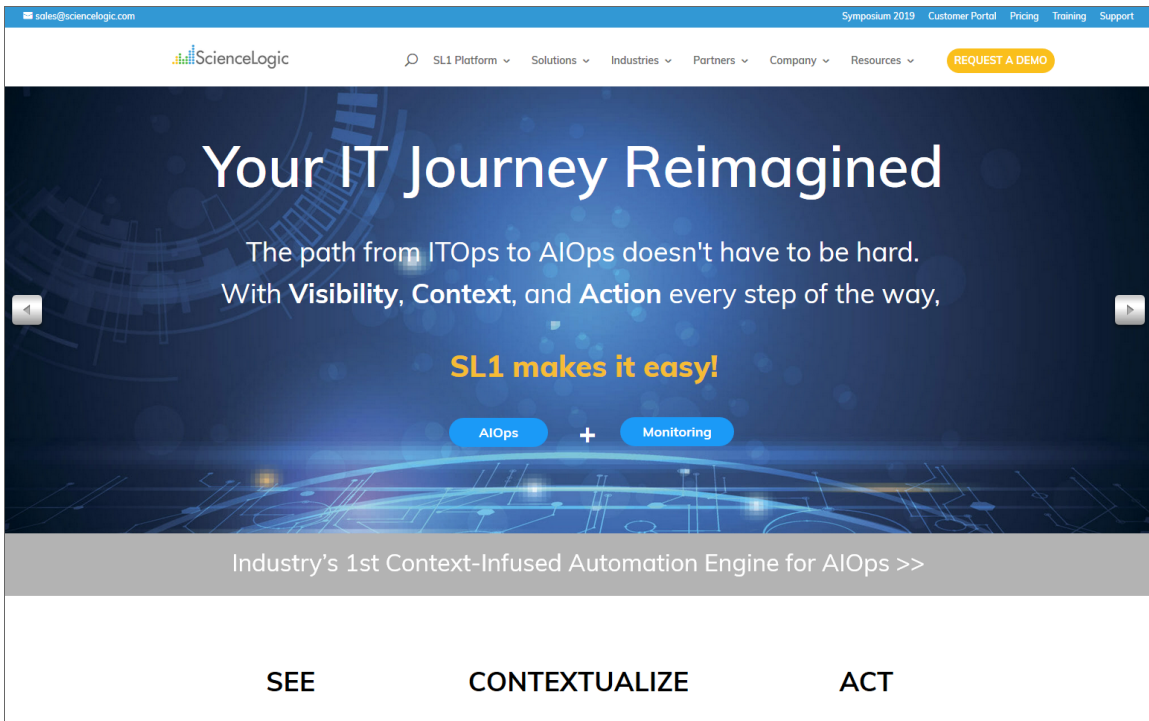 sales@sciencelogic.com
Symposium 2019 Customer Portal Pricing Training Support
ScienceLogic
SL1 Platform Solutions Industries Partners Company Resources REQUEST A DEMO
Your IT Journey Reimagined
The path from ITOps to AIOps doesn't have to be hard.
With Visibility, Context, and Action every step of the way,
SL1 makes it easy!
AIOps + Monitoring
Industry’s 1st Context-Infused Automation Engine for AIOps >>
SEE CONTEXTUALIZE ACT